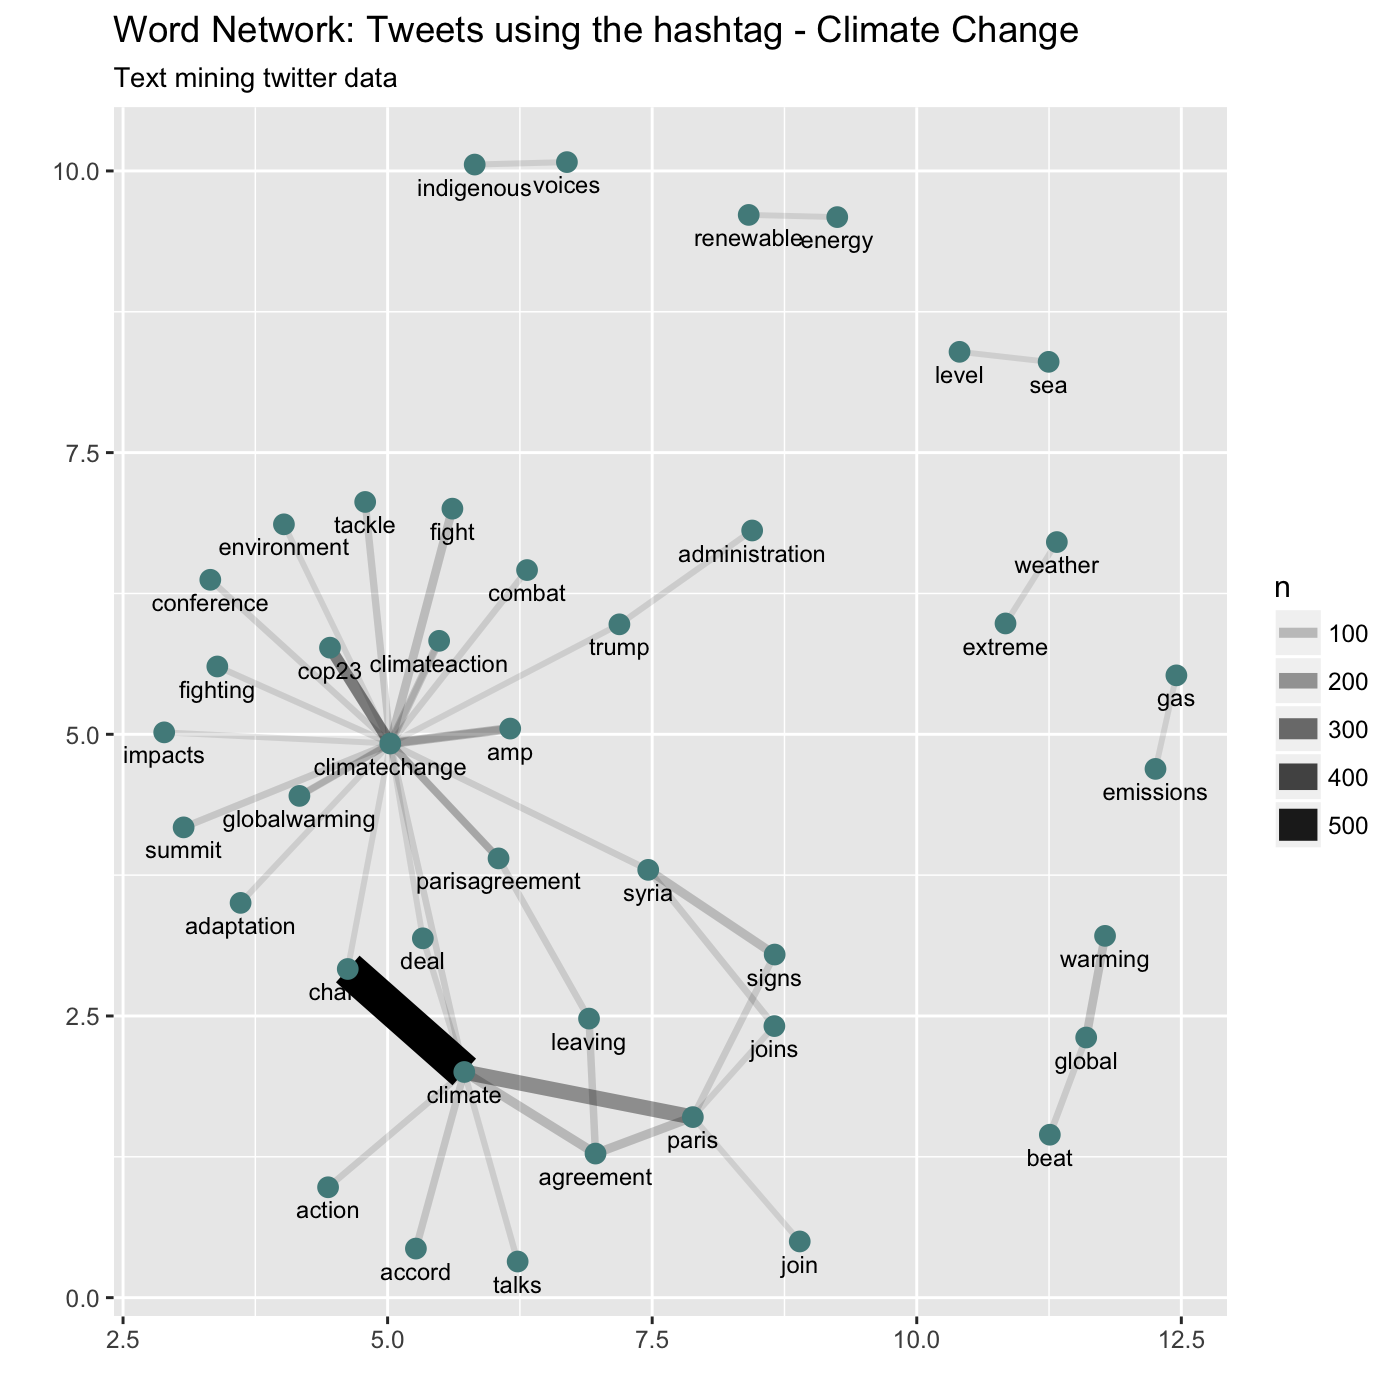 Word Network: Tweets using the hashtag - Climate Change
Text mining twitter data
10.0
7.5
5.0
2.5
0.0
indigenous
voices
renewable
energy
level
sea
tackle
fight
environment
administration
weather
conference
combat
trump
extreme
cop23
climateaction
fighting
gas
impacts
amp
climatechange
emissions
globalwarming
summit
parisagreement
syria
adaptation
deal
warming
signs
leaving
joins
global
climate
paris
beat
agreement
action
accord
talks
join
2.5
5.0
7.5
10.0
12.5
n
100
200
300
400
500